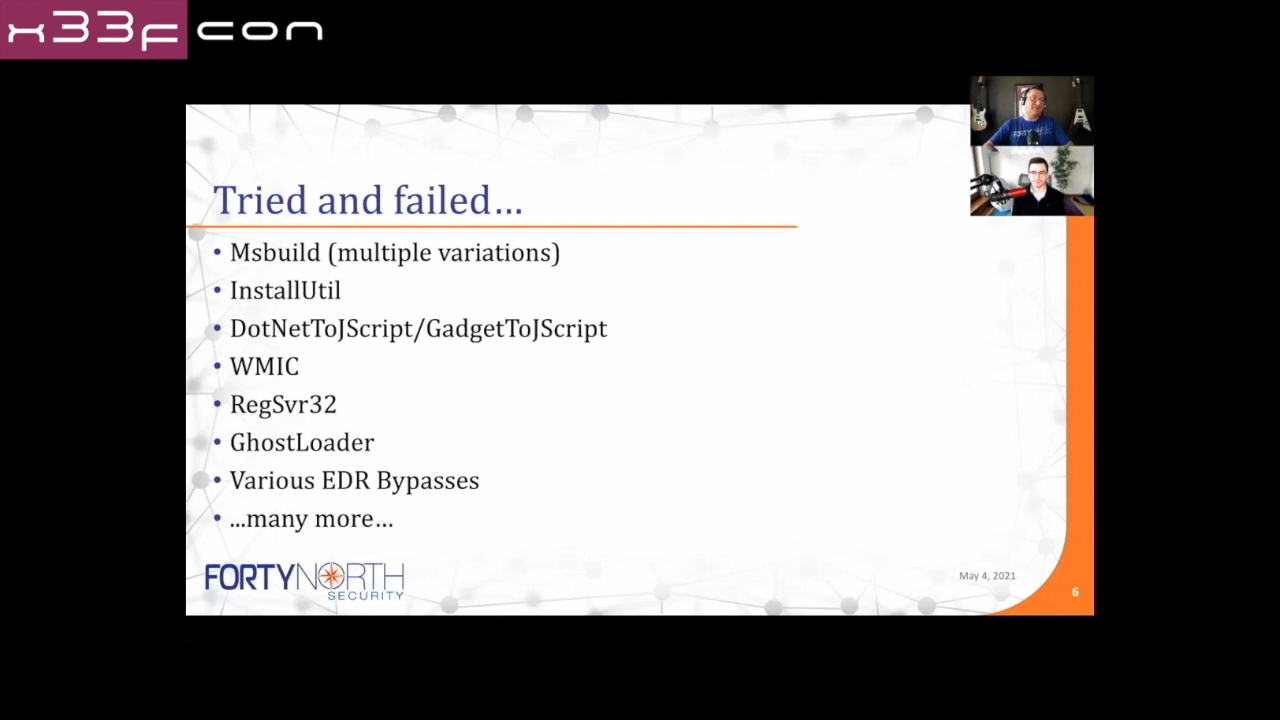 x33fcon
Tried and failed…
• Msbuild (multiple variations)
• InstallUtil
• DotNetToJScript/GadgetToJScript
• WMIC
• RegSvr32
• GhostLoader
• Various EDR Bypasses
• ...many more…
FORTYNORTH
SECURITY
May 4, 2021
6
FORTYNORTH